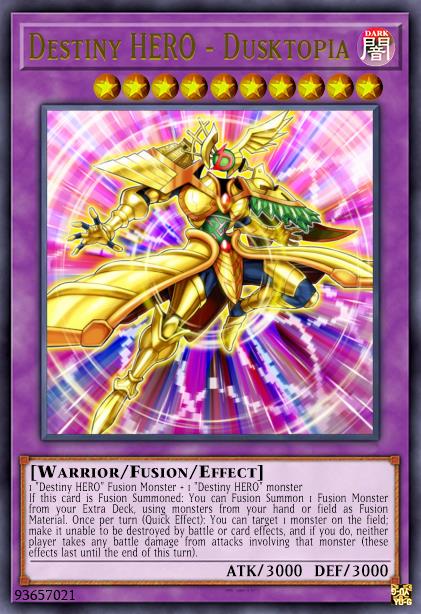 DESTINY HERO - DUSKTOPIA
DARK
闇
D
[WARRIOR/FUSION/EFFECT]
1 "Destiny HERO" Fusion Monster + 1 "Destiny HERO" monster
If this card is Fusion Summoned: You can Fusion Summon 1 Fusion Monster
from your Extra Deck, using monsters from your hand or field as Fusion
Material. Once per turn (Quick Effect): You can target 1 monster on the field;
make it unable to be destroyed by battle or card effects, and if you do, neither
player takes any battle damage from attacks involving that monster (these
effects last until the end of this turn).
ATK/3000 DEF/3000
93657021